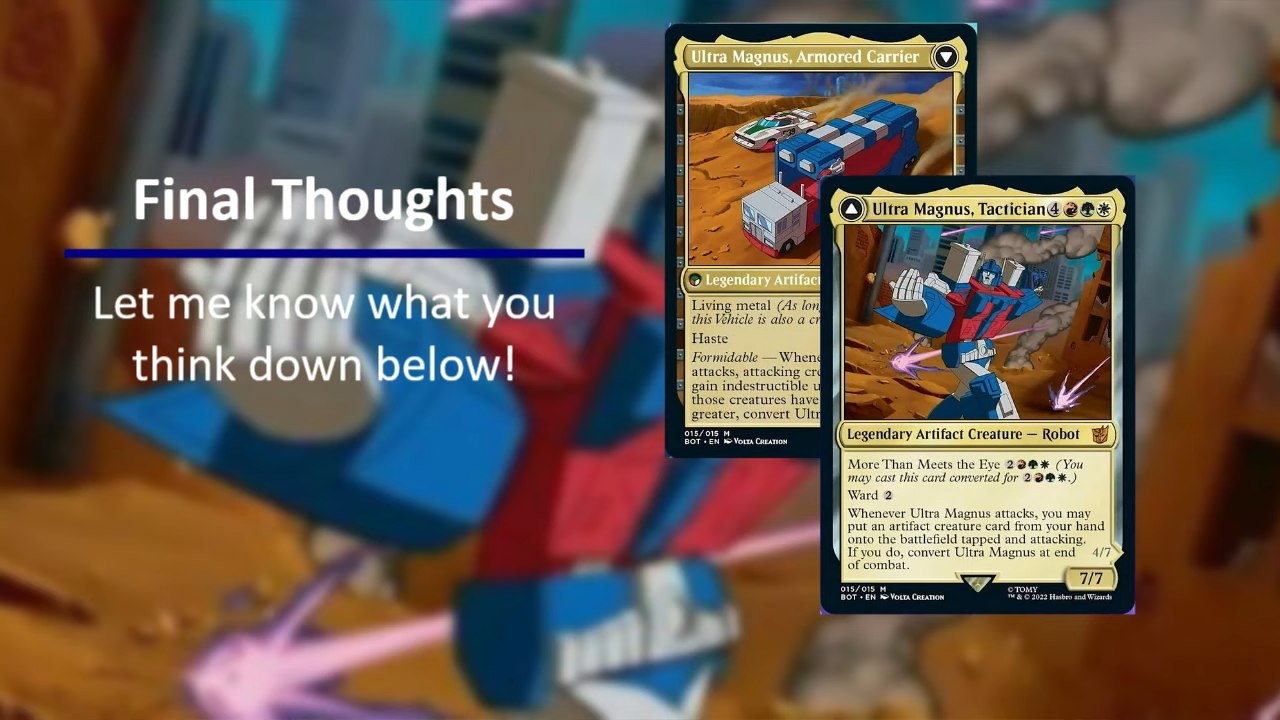 Final Thoughts
Let me know what you
think down below!
Ultra Magnus, Armored Carrier
Legendary Artifact
Living metal (As lon
this Vehicle is also a cr
Haste
Formidable — Whene
attacks, attacking cre
gain indestructible u
those creatures have
greater, convert Ultr
015/015 M
BOT • EN VOLTA CREATION
Ultra Magnus, Tactician 4
Legendary Artifact Creature — Robot
More Than Meets the Eye 2 (You
may cast this card converted for 2 .)
Ward 2
Whenever Ultra Magnus attacks, you may
put an artifact creature card from your hand
onto the battlefield tapped and attacking.
If you do, convert Ultra Magnus at end
of combat.
4/7
7/7
015/015 M
BOT • EN VOLTA CREATION
© TOMY
™ & © 2022 Hasbro and Wizards